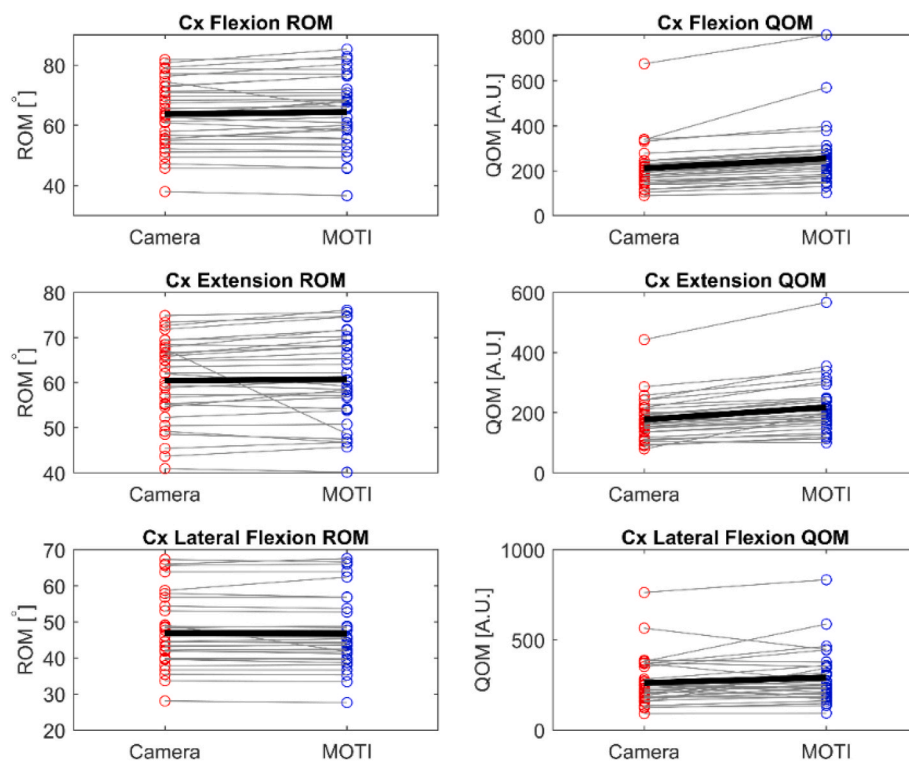 Cx Flexion ROM
ROM [°]
80
60
40
Camera
MOTI
Cx Flexion QOM
QOM [A.U.]
800
600
400
200
0
Camera
MOTI
Cx Extension ROM
ROM [°]
80
70
60
50
40
Camera
MOTI
Cx Extension QOM
QOM [A.U.]
600
400
200
0
Camera
MOTI
Cx Lateral Flexion ROM
ROM [°]
70
60
50
40
30
20
Camera
MOTI
Cx Lateral Flexion QOM
QOM [A.U.]
1000
500
0
Camera
MOTI